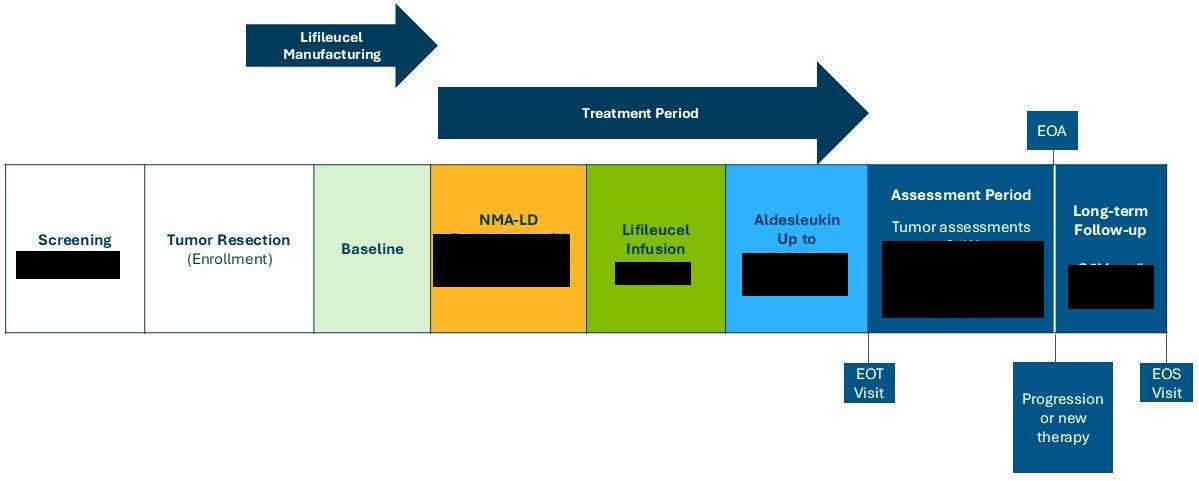 Lifileucel
Manufacturing
Treatment Period
EOA
Screening
Tumor Resection
(Enrollment)
Baseline
NMA-LD
Lifileucel
Infusion
Aldesleukin
Up to
Assessment Period
Tumor assessments
Long-term
Follow-up
EOT
Visit
Progression
or new
therapy
EOS
Visit